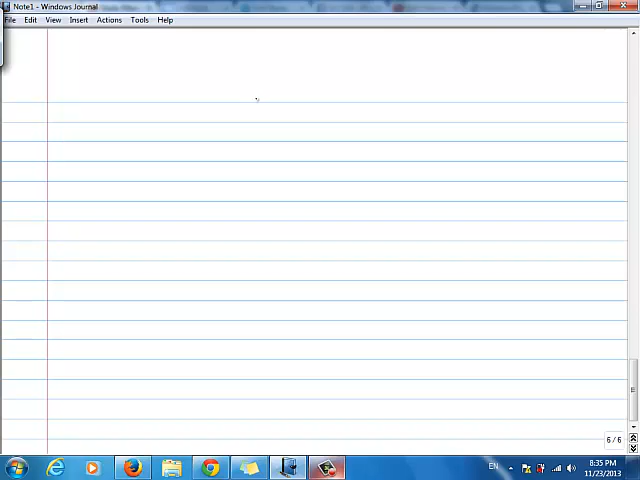 Note1 - Windows Journal
File Edit View Insert Actions Tools Help
6 / 6
EN
8:35 PM
11/23/2013